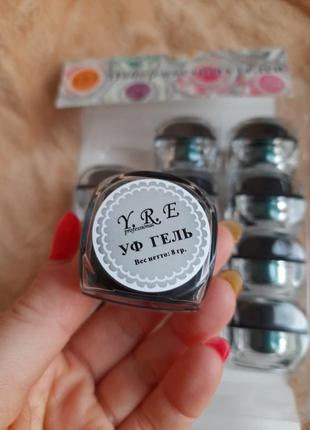 Y.R.E
professional
УФ ГЕЛЬ
Вес нетто: 8 гр.